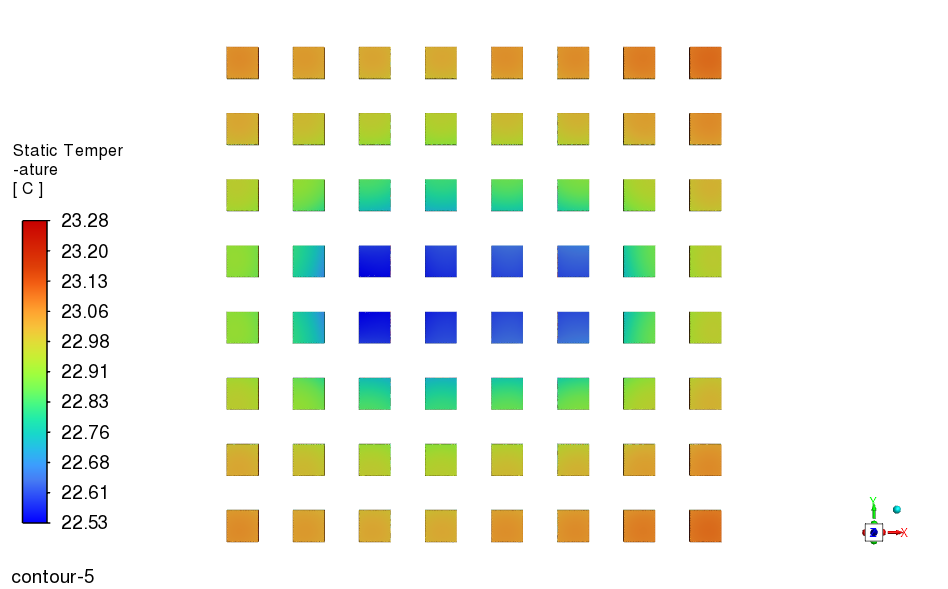 Static Temper
-ature
[ C ]
23.28
23.20
23.13
23.06
22.98
22.91
22.83
22.76
22.68
22.61
22.53
contour-5
Y
Z
X